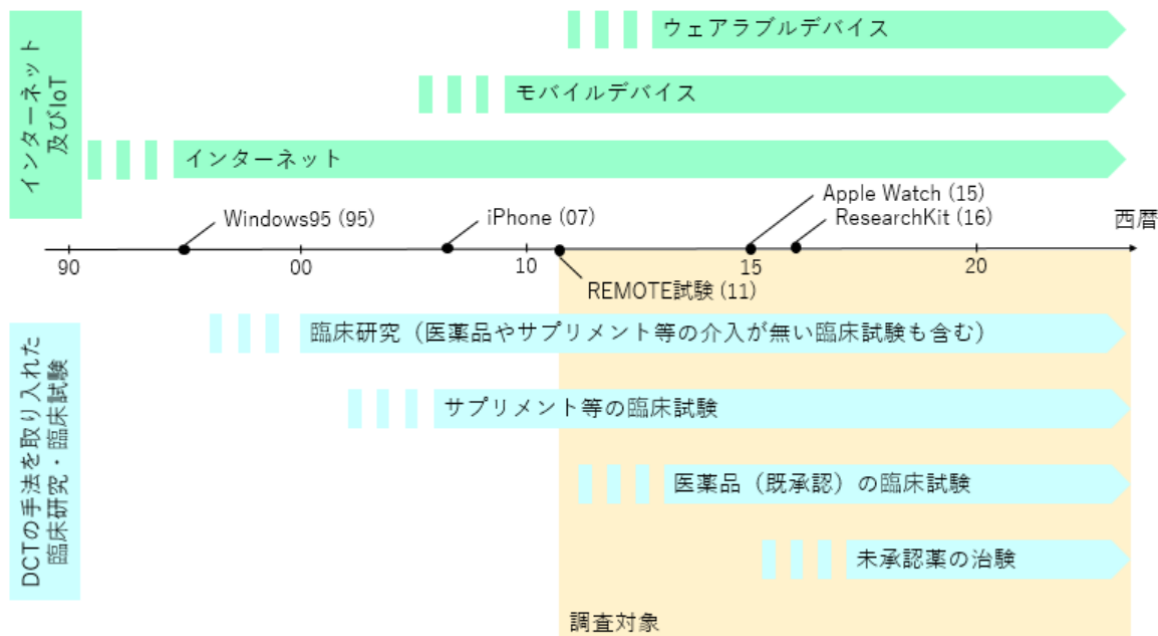 インターネット
及びIoT
ウェアラブルデバイス
モバイルデバイス
インターネット
Windows95 (95)
iPhone (07)
Apple Watch (15)
ResearchKit (16)
西暦
90
00
10
15
20
REMOTE試験 (11)
DCTの手法を取り入れた
臨床研究・臨床試験
臨床研究（医薬品やサプリメント等の介入が無い臨床試験も含む）
サプリメント等の臨床試験
医薬品（既承認）の臨床試験
未承認薬の治験
調査対象